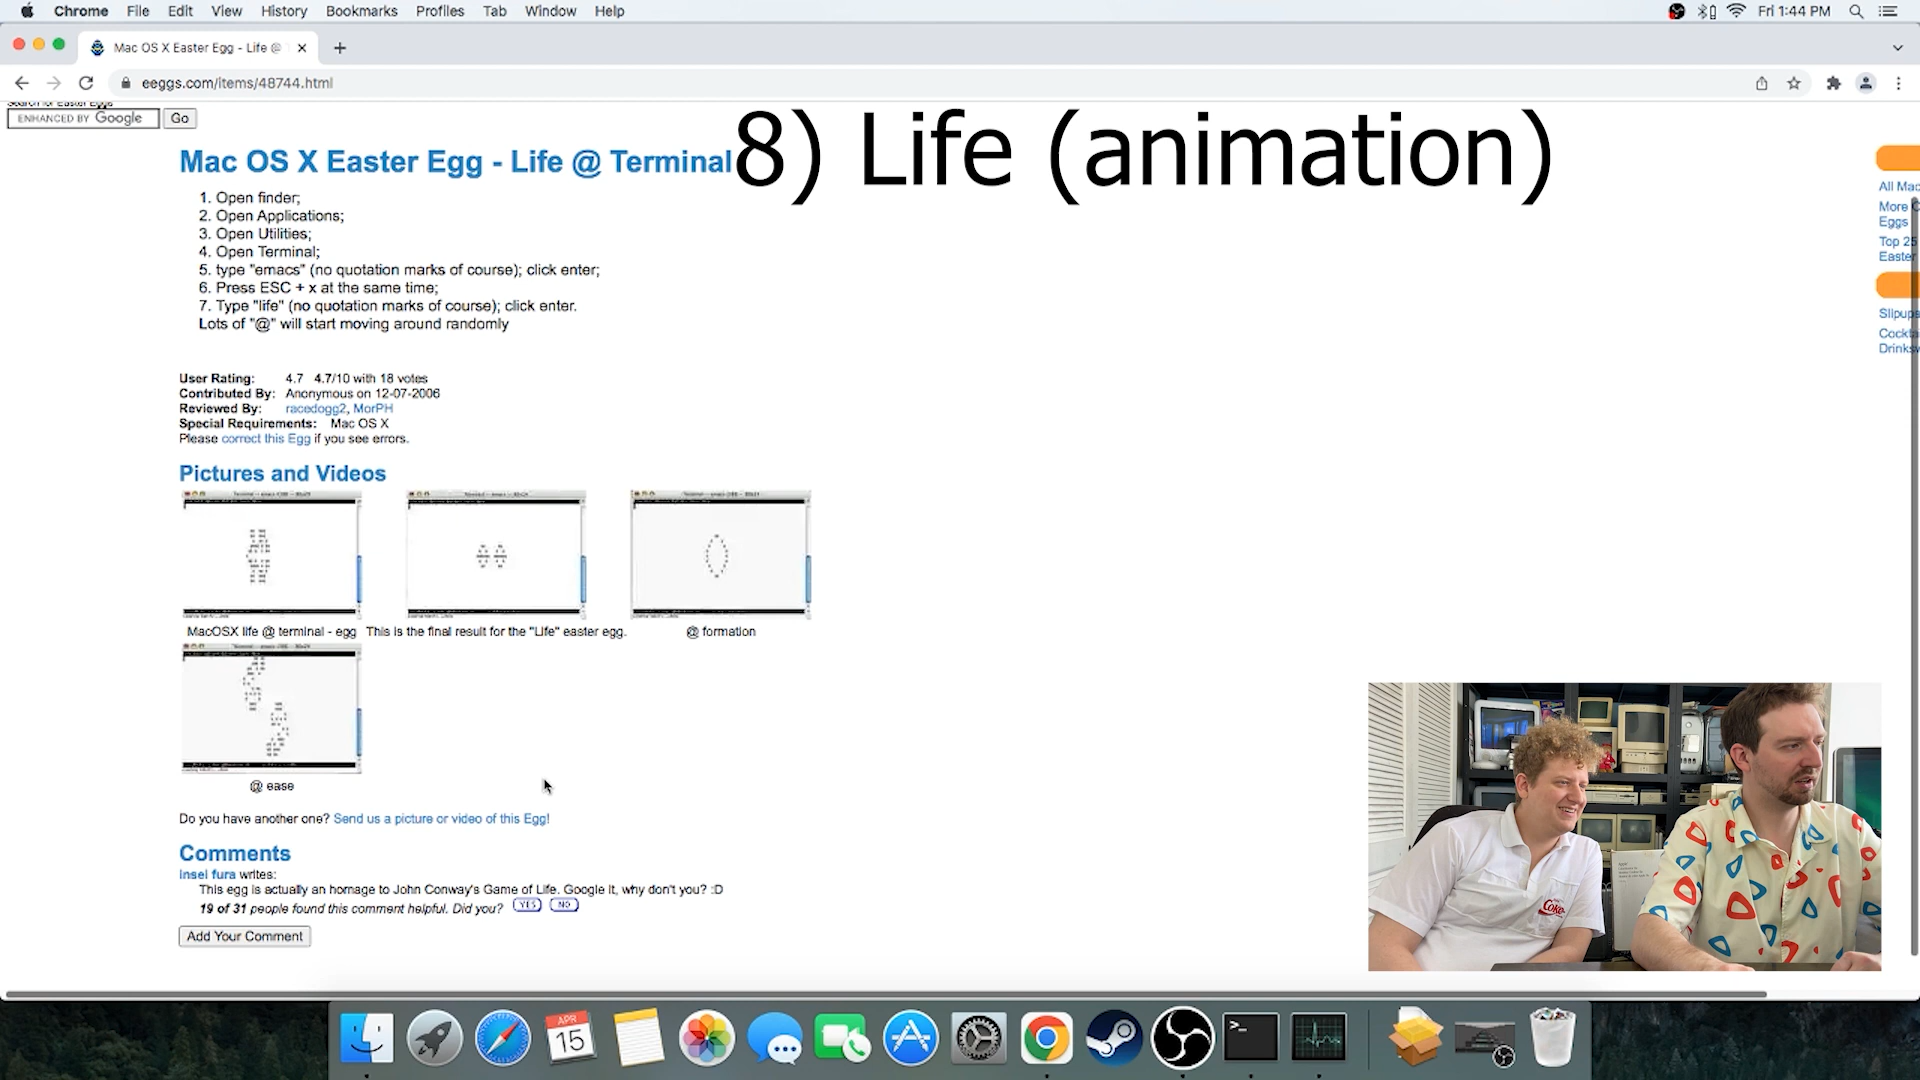 Chrome File Edit View History Bookmarks Profiles Tab Window Help
Fri 1:44 PM
Mac OS X Easter Egg - Life @
eeggs.com/items/48744.html
Search for Easter Eggs
ENHANCED BY Google Go
8) Life (animation)
Mac OS X Easter Egg - Life @ Terminal
1. Open finder;
2. Open Applications;
3. Open Utilities;
4. Open Terminal;
5. type "emacs" (no quotation marks of course); click enter;
6. Press ESC + x at the same time;
7. Type "life" (no quotation marks of course); click enter.
Lots of "@" will start moving around randomly
All Mac
More O
Eggs
Top 25
Easter
Slipups
Cockta
Drinksw
User Rating: 4.7 4.7/10 with 18 votes
Contributed By: Anonymous on 12-07-2006
Reviewed By: racedogg2, MorPH
Special Requirements: Mac OS X
Please correct this Egg if you see errors.
Pictures and Videos
MacOSX life @ terminal - egg
This is the final result for the "Life" easter egg.
@ formation
@ ease
Do you have another one? Send us a picture or video of this Egg!
Comments
insei fura writes:
This egg is actually an homage to John Conway's Game of Life. Google it, why don't you? :D
19 of 31 people found this comment helpful. Did you? YES NO
Add Your Comment
Coke
APR
15